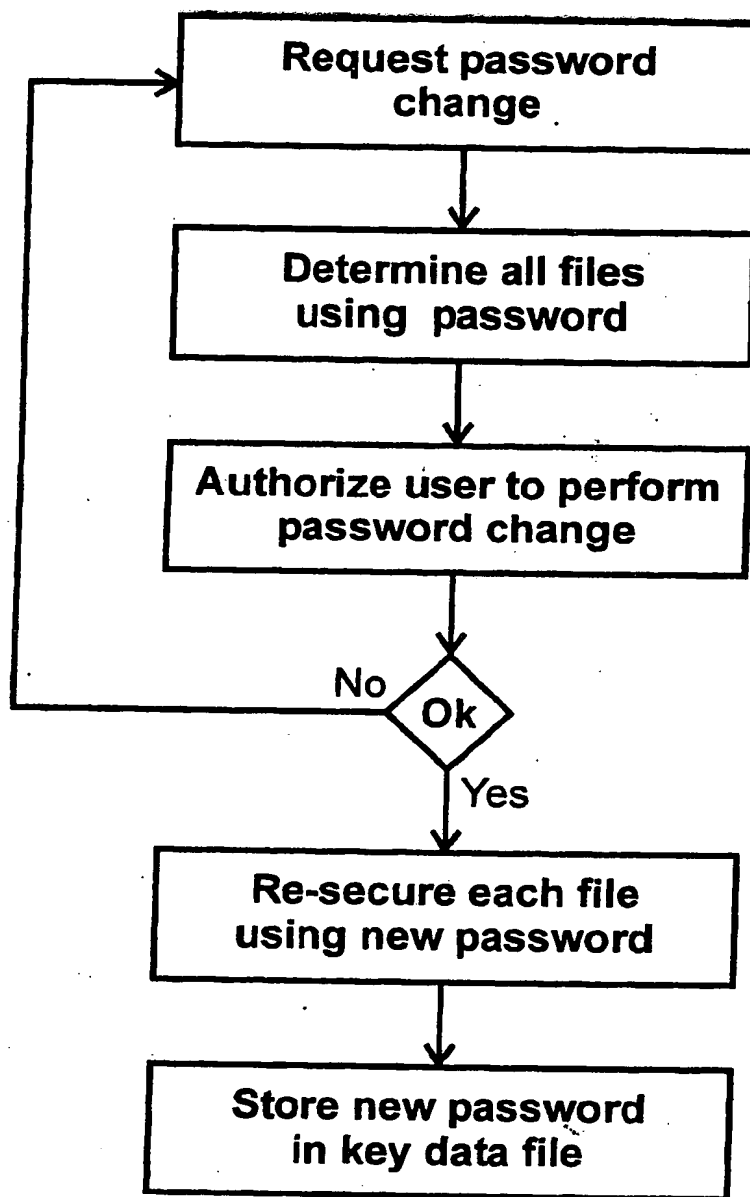 Request password
change
Determine all files
using password
Authorize user to perform
password change
No
Ok
Yes
Re-secure each file
using new password
Store new password
in key data file